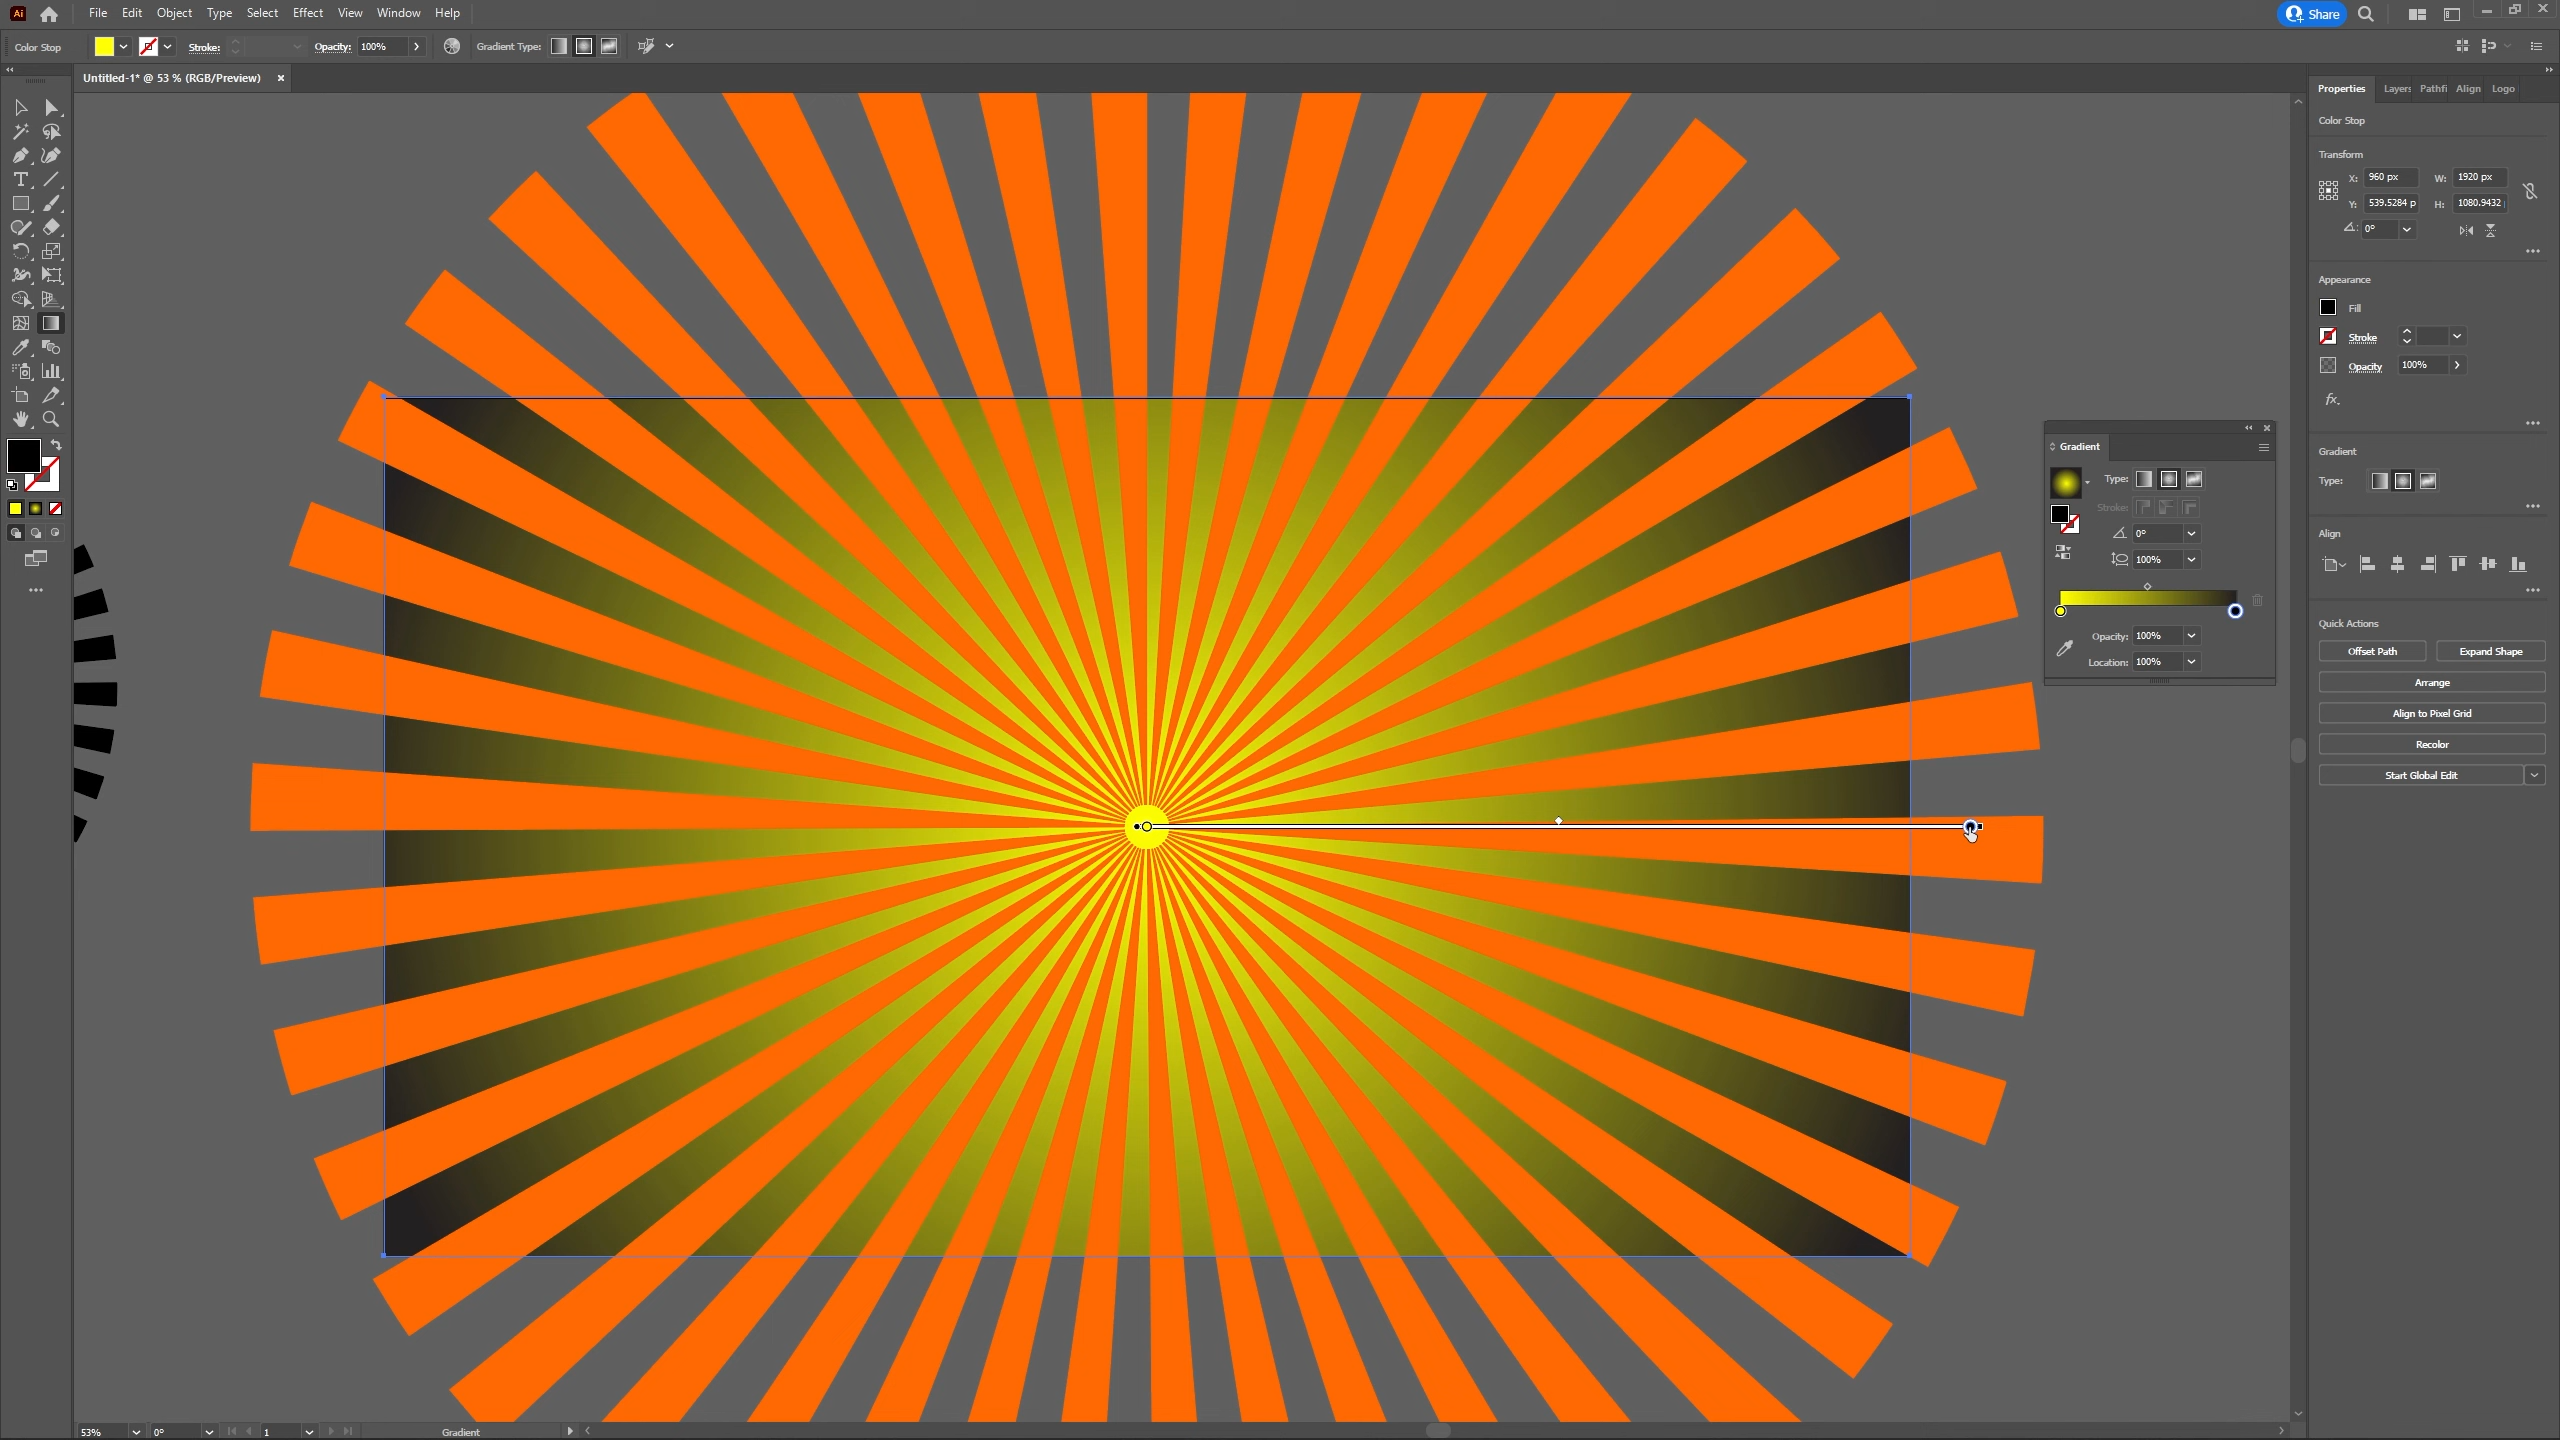 Ai File Edit Object Type Select Effect View Window Help Share
Color Stop Stroke: Opacity: 100% Gradient Type:
Untitled-1* @ 53 % (RGB/Preview) ×
Properties Layers Pathfi Align Logo
Color Stop
Transform
X: 960 px W: 1920 px
Y: 539.5284 p H: 1080.9432
0°
Appearance
Fill
Stroke
Opacity 100%
fx.
Gradient
Type:
Align
Quick Actions
Offset Path Expand Shape
Arrange
Align to Pixel Grid
Recolor
Start Global Edit
Gradient
Type:
Stroke:
0°
100%
Opacity: 100%
Location: 100%
53% 0° 1 Gradient